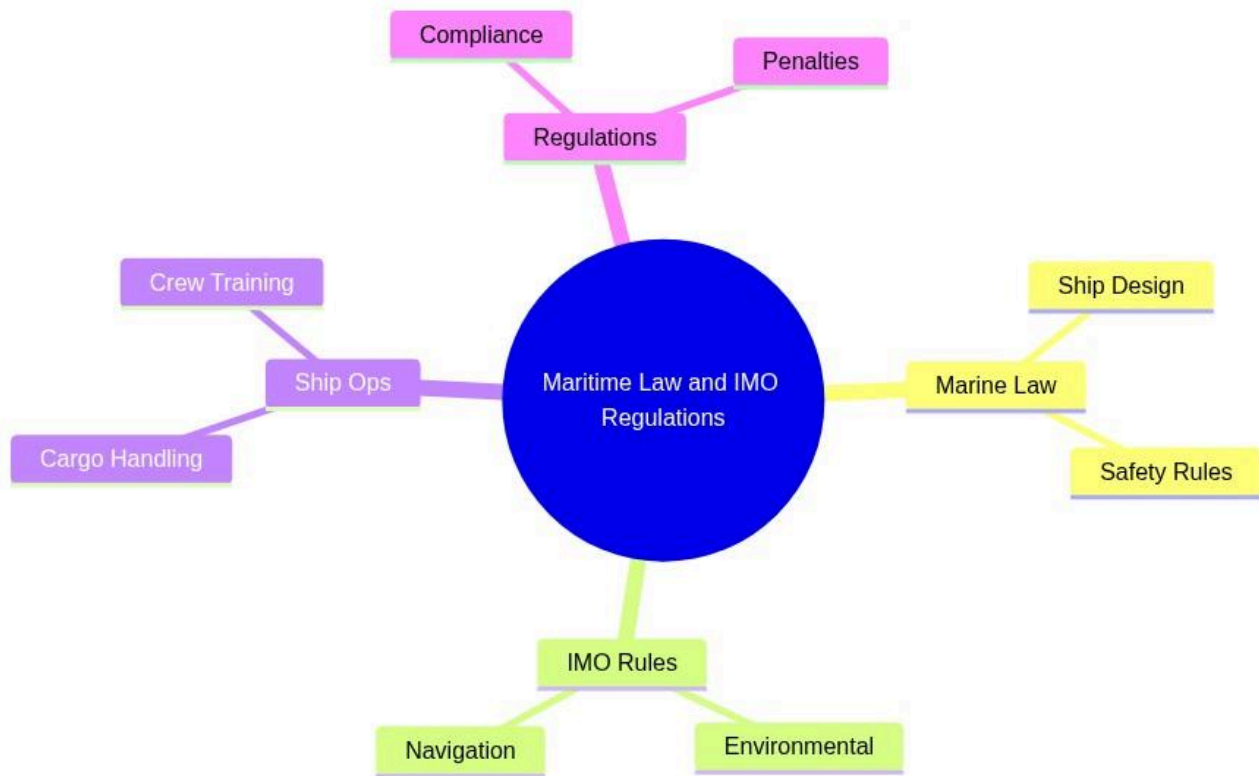 Compliance
Penalties
Regulations
Crew Training
Ship Design
Ship Ops
Maritime Law and IMO
Regulations
Marine Law
Cargo Handling
Safety Rules
IMO Rules
Navigation
Environmental